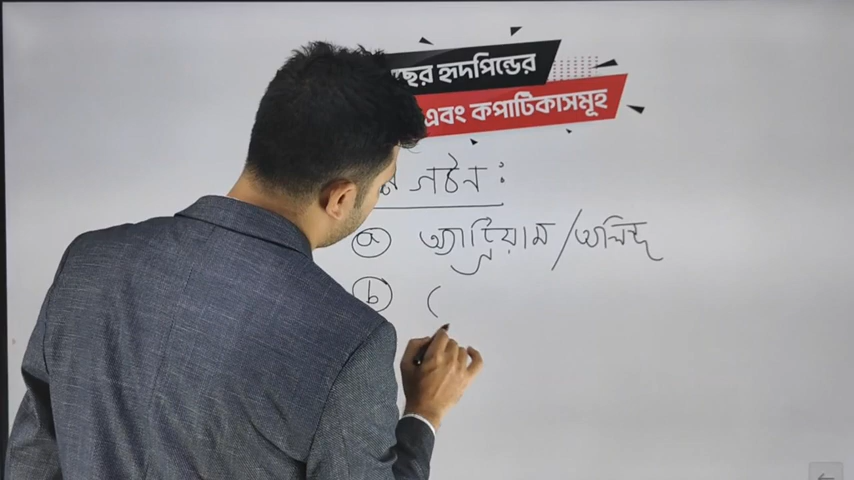 ছের হৃদপিন্ডের
এবং কপাটিকাসমূহ
ন গঠন :
a অ্যাট্রিয়াম / অলিন্দ
b (